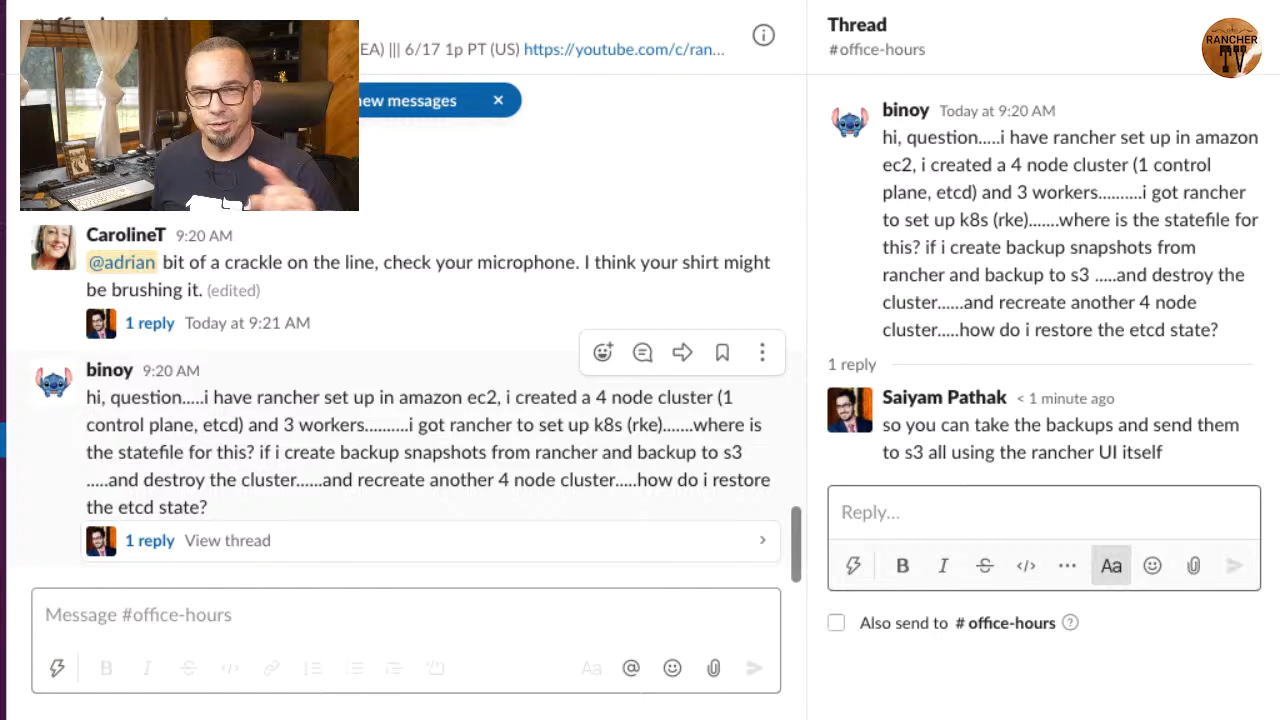 EA) ||| 6/17 1p PT (US) https://youtube.com/c/ran...
new messages ×
CarolineT 9:20 AM
@adrian bit of a crackle on the line, check your microphone. I think your shirt might
be brushing it. (edited)
1 reply Today at 9:21 AM
binoy 9:20 AM
hi, question.....i have rancher set up in amazon ec2, i created a 4 node cluster (1
control plane, etcd) and 3 workers..........i got rancher to set up k8s (rke).......where is
the statefile for this? if i create backup snapshots from rancher and backup to s3
.....and destroy the cluster......and recreate another 4 node cluster.....how do i restore
the etcd state?
1 reply View thread
Message #office-hours
B I S </> Aa @
Thread
#office-hours
RANCHER
TV
binoy Today at 9:20 AM
hi, question.....i have rancher set up in amazon
ec2, i created a 4 node cluster (1 control
plane, etcd) and 3 workers..........i got rancher
to set up k8s (rke).......where is the statefile for
this? if i create backup snapshots from
rancher and backup to s3 .....and destroy the
cluster......and recreate another 4 node
cluster.....how do i restore the etcd state?
1 reply
Saiyam Pathak < 1 minute ago
so you can take the backups and send them
to s3 all using the rancher UI itself
Reply...
B I S </> ... Aa
Also send to # office-hours ?